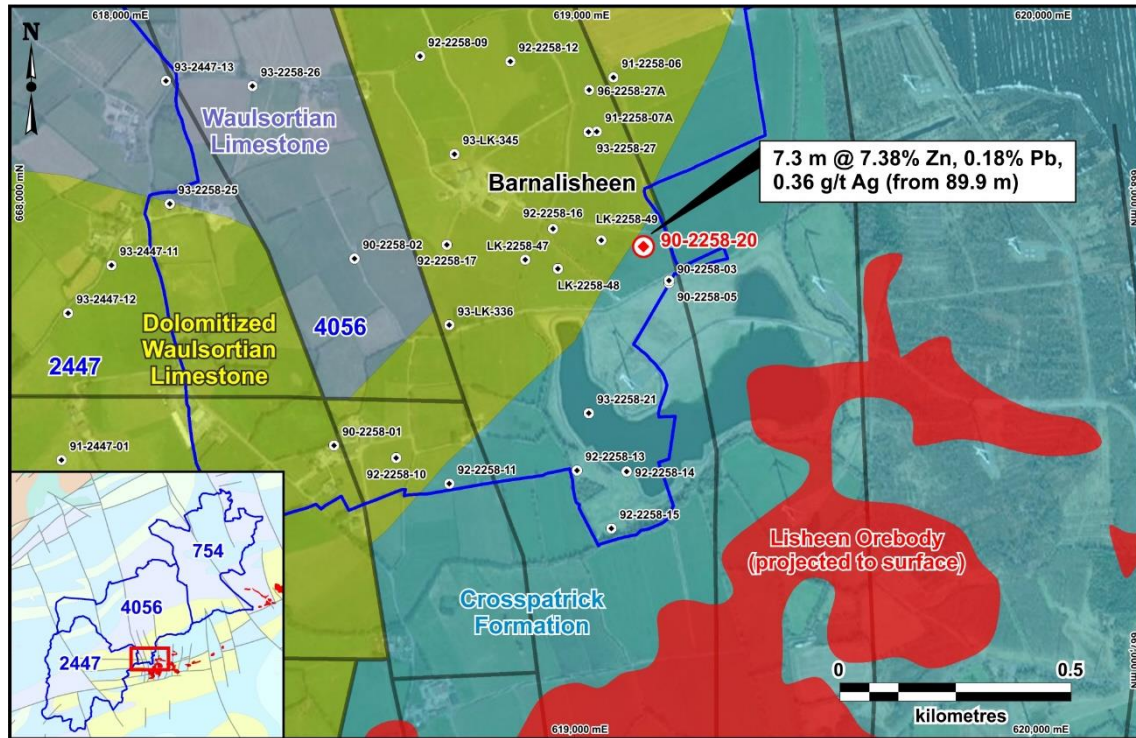 618,000 mE
619,000 mE
620,000 mE
N
92-2258-09
92-2258-12
93-2447-13
93-2258-26
91-2258-06
96-2258-27A
Waulsortian
Limestone
91-2258-07A
93-LK-345
93-2258-27
7.3 m @ 7.38% Zn, 0.18% Pb,
0.36 g/t Ag (from 89.9 m)
668,000 mN
668,000 mN
Barnalisheen
93-2258-25
92-2258-16
LK-2258-49
90-2258-20
93-2447-11
90-2258-02
LK-2258-47
92-2258-17
LK-2258-48
90-2258-03
90-2258-05
93-2447-12
Dolomitized
Waulsortian
Limestone
4056
93-LK-336
2447
93-2258-21
91-2447-01
90-2258-01
92-2258-10
92-2258-11
92-2258-13
92-2258-14
92-2258-15
Lisheen Orebody
(projected to surface)
754
4056
2447
Crosspatrick
Formation
667,000 mN
0
0.5
kilometres
619,000 mE
620,000 mE